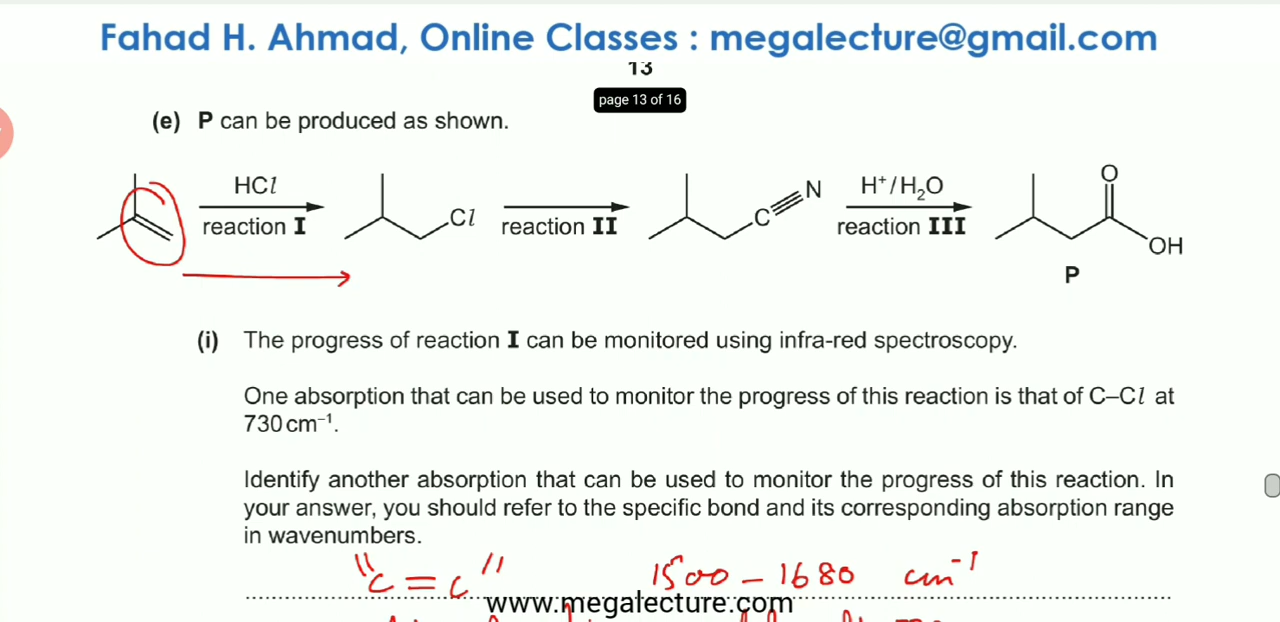 Fahad H. Ahmad, Online Classes : megalecture@gmail.com
13
page 13 of 16
(e) P can be produced as shown.
HCl
reaction I
Cl
reaction II
C
N
H⁺/H₂O
reaction III
O
OH
P
(i) The progress of reaction I can be monitored using infra-red spectroscopy.
One absorption that can be used to monitor the progress of this reaction is that of C–Cl at
730 cm⁻¹.
Identify another absorption that can be used to monitor the progress of this reaction. In
your answer, you should refer to the specific bond and its corresponding absorption range
in wavenumbers.
"C = C" 1500 – 1680 cm⁻¹
www.megalecture.com